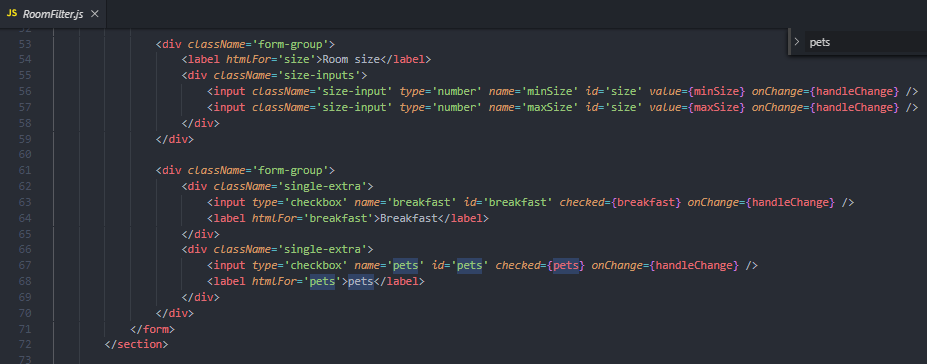 JS RoomFilter.js ×
52
> pets
53 <div className='form-group'>
54 <label htmlFor='size'>Room size</label>
55 <div className='size-inputs'>
56 <input className='size-input' type='number' name='minSize' id='size' value={minSize} onChange={handleChange} />
57 <input className='size-input' type='number' name='maxSize' id='size' value={maxSize} onChange={handleChange} />
58 </div>
59 </div>
60
61 <div className='form-group'>
62 <div className='single-extra'>
63 <input type='checkbox' name='breakfast' id='breakfast' checked={breakfast} onChange={handleChange} />
64 <label htmlFor='breakfast'>Breakfast</label>
65 </div>
66 <div className='single-extra'>
67 <input type='checkbox' name='pets' id='pets' checked={pets} onChange={handleChange} />
68 <label htmlFor='pets'>pets</label>
69 </div>
70 </div>
71 </form>
72 </section>
73